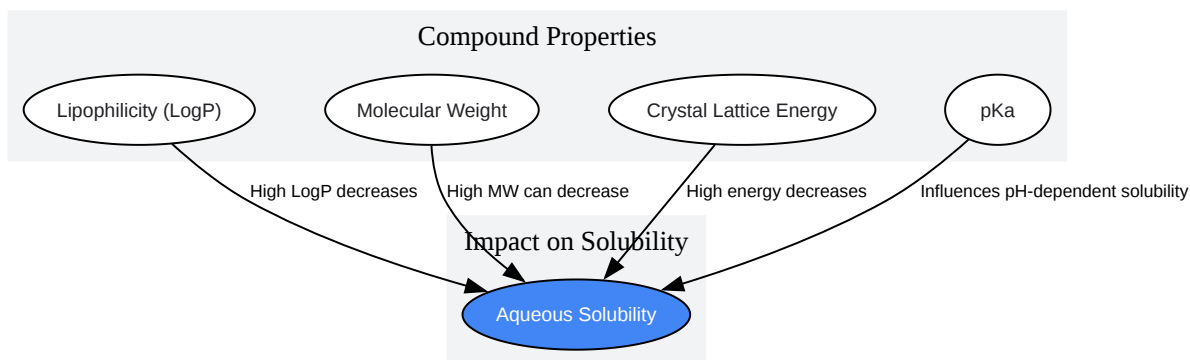 Compound Properties
Lipophilicity (LogP)
Molecular Weight
Crystal Lattice Energy
pKa
High LogP decreases
High MW can decrease
High energy decreases
Influences pH-dependent solubility
Impact on Solubility
Aqueous Solubility